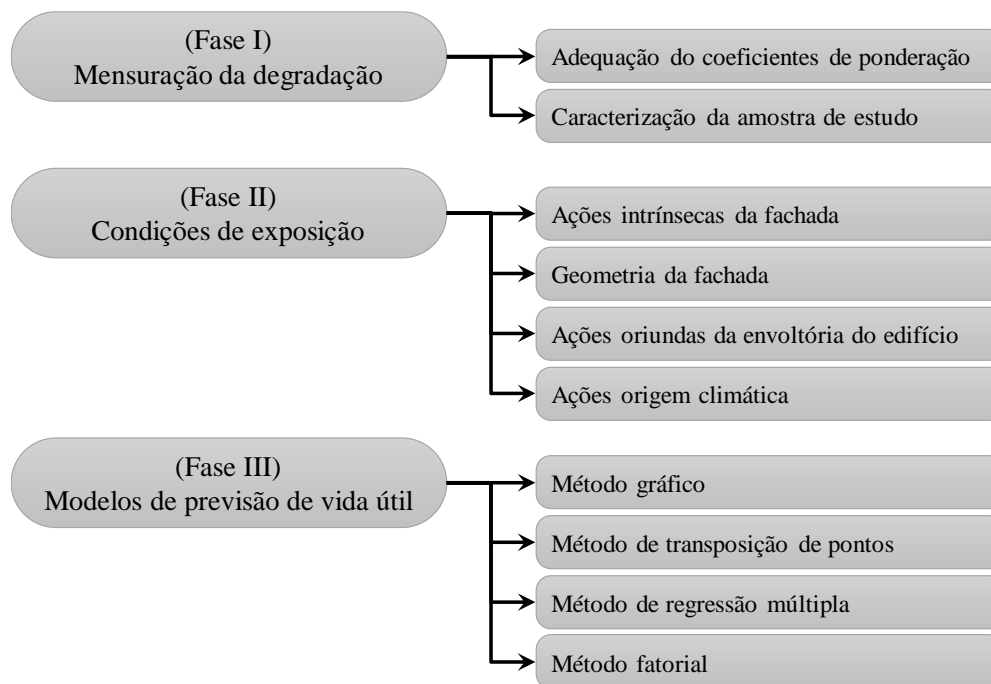 (Fase I)
Mensuração da degradação
Adequação do coeficientes de ponderação
Caracterização da amostra de estudo
(Fase II)
Condições de exposição
Ações intrínsecas da fachada
Geometria da fachada
Ações oriundas da envoltória do edifício
Ações origem climática
(Fase III)
Modelos de previsão de vida útil
Método gráfico
Método de transposição de pontos
Método de regressão múltipla
Método fatorial